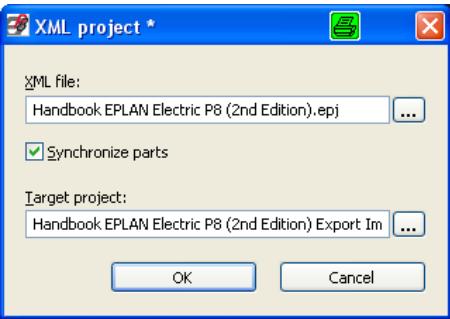 XML project *
XML file:
Handbook EPLAN Electric P8 (2nd Edition).epj
...
Synchronize parts
Target project:
Handbook EPLAN Electric P8 (2nd Edition) Export Im
...
OK
Cancel